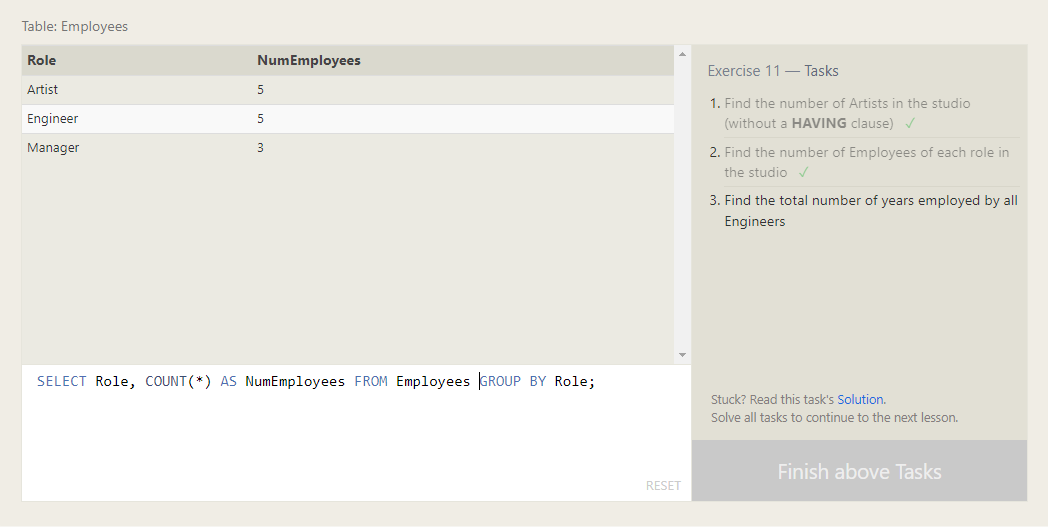 Table: Employees
Role NumEmployees
Artist 5
Engineer 5
Manager 3
SELECT Role, COUNT(*) AS NumEmployees FROM Employees GROUP BY Role;
RESET
Exercise 11 — Tasks
1. Find the number of Artists in the studio
(without a HAVING clause) ✓
2. Find the number of Employees of each role in
the studio ✓
3. Find the total number of years employed by all
Engineers
Stuck? Read this task's Solution.
Solve all tasks to continue to the next lesson.
Finish above Tasks